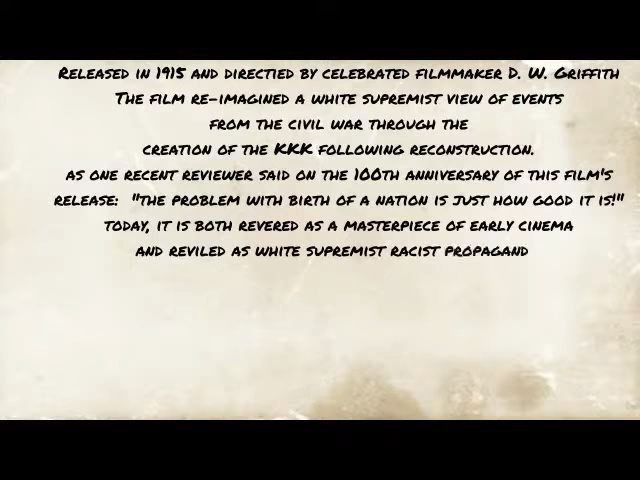 Released in 1915 and directied by celebrated filmmaker D. W. Griffith
The film re-imagined a white supremist view of events
from the civil war through the
creation of the KKK following reconstruction.
as one recent reviewer said on the 100th anniversary of this film's
release: "the problem with birth of a nation is just how good it is!"
today, it is both revered as a masterpiece of early cinema
and reviled as white supremist racist propagand